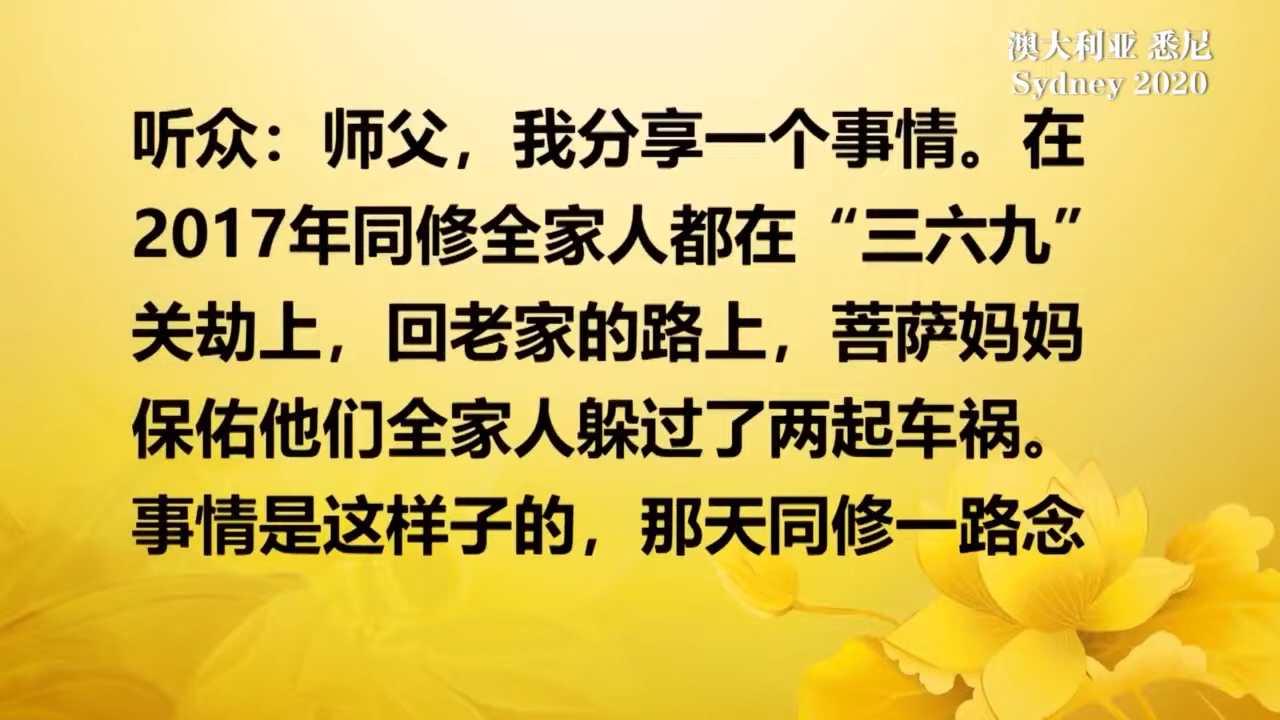 澳大利亚 悉尼
Sydney 2020
听众：师父，我分享一个事情。在
2017年同修全家人都在“三六九”
关劫上，回老家的路上，菩萨妈妈
保佑他们全家人躲过了两起车祸。
事情是这样子的，那天同修一路念